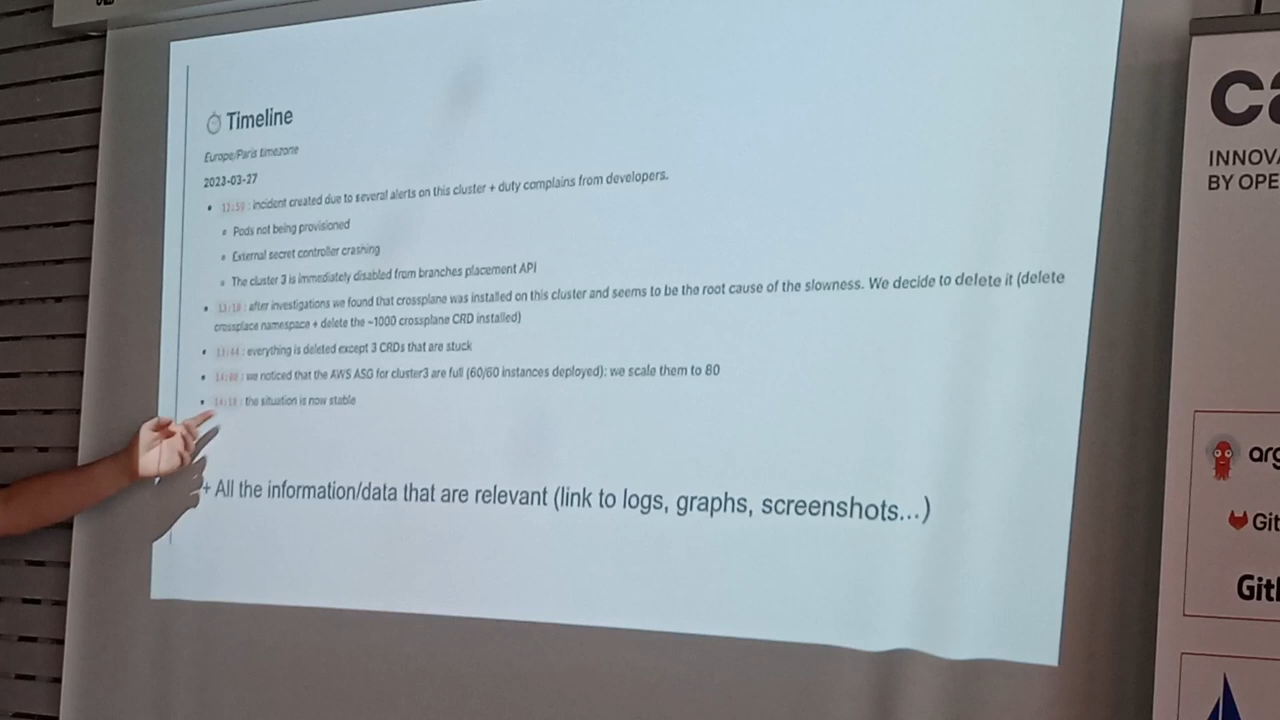 Timeline
Europe/Paris timezone
2023-03-27
: incident created due to several alerts on this cluster + duty complains from developers.
Pods not being provisioned
External secret controller crashing
The cluster 3 is immediately disabled from branches placement API
: after investigations we found that crossplane was installed on this cluster and seems to be the root cause of the slowness. We decide to delete it (delete
crossplace namespace + delete the ~1000 crossplane CRD installed)
: everything is deleted except 3 CRDs that are stuck
: we noticed that the AWS ASG for cluster3 are full (60/60 instances deployed): we scale them to 80
: the situation is now stable
+ All the information/data that are relevant (link to logs, graphs, screenshots...)
INNOV
BY OPE
Git